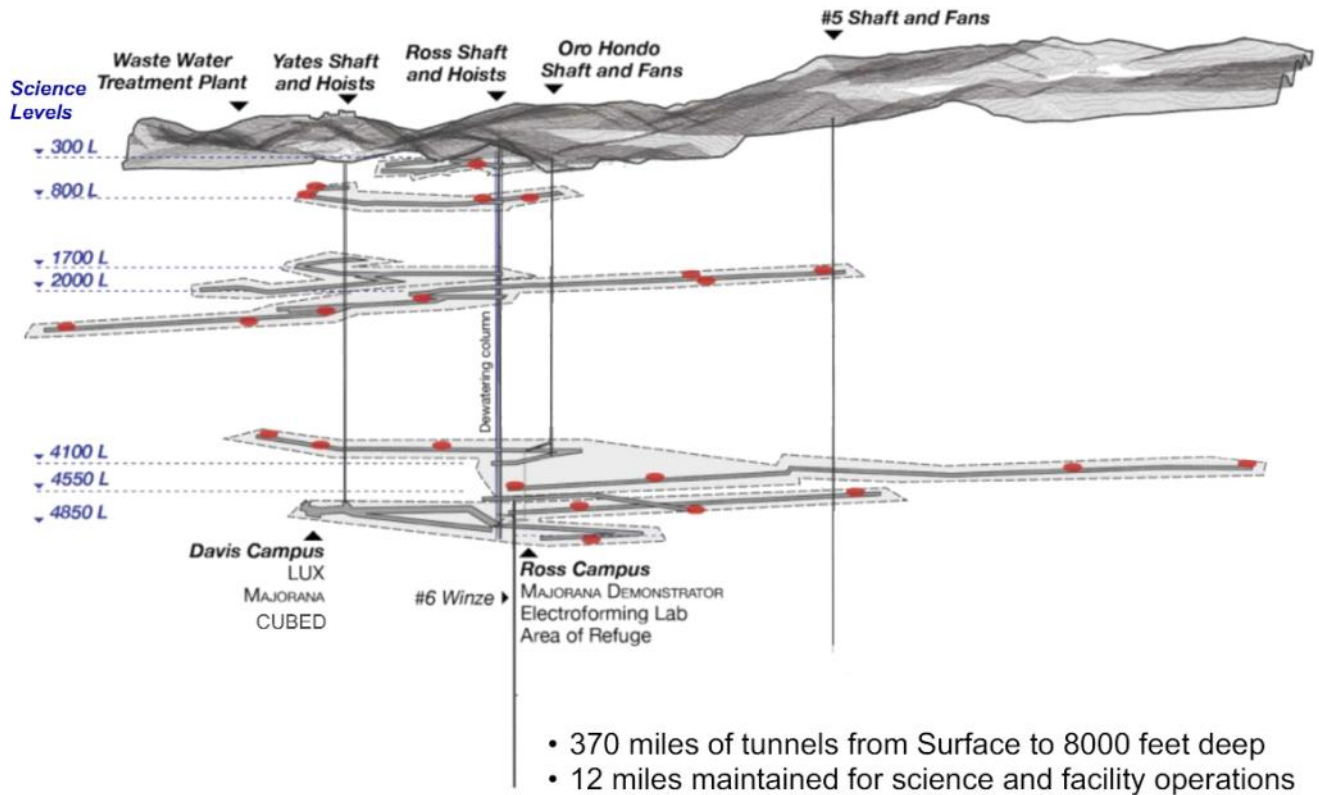 #5 Shaft and Fans
Waste Water
Treatment Plant
Yates Shaft
and Hoists
Ross Shaft
and Hoists
Oro Hondo
Shaft and Fans
Science
Levels
300 L
800 L
1700 L
2000 L
Dewatering column
4100 L
4550 L
4850 L
Davis Campus
LUX
MAJORANA
CUBED
#6 Winze
Ross Campus
MAJORANA DEMONSTRATOR
Electroforming Lab
Area of Refuge
• 370 miles of tunnels from Surface to 8000 feet deep
• 12 miles maintained for science and facility operations